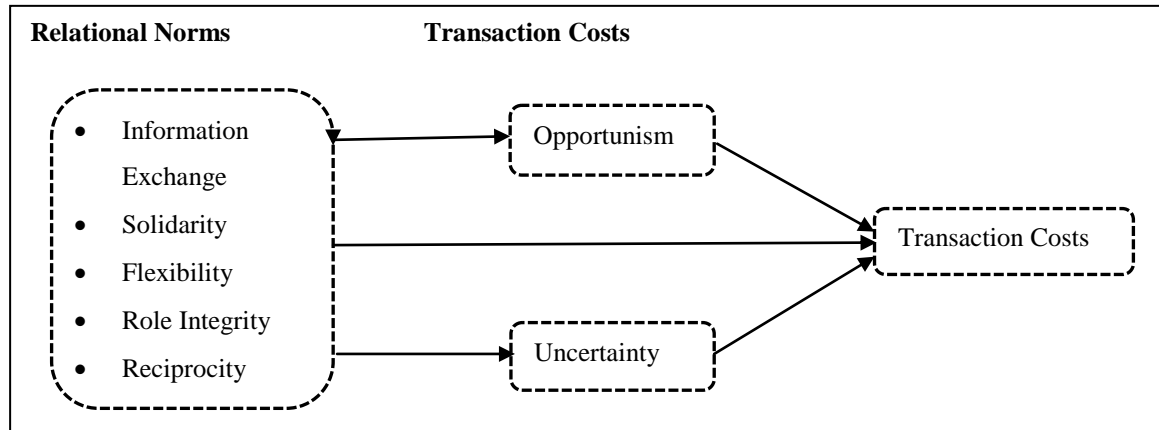 Relational Norms Transaction Costs
• Information
Exchange
• Solidarity
• Flexibility
• Role Integrity
• Reciprocity
Opportunism
Uncertainty
Transaction Costs